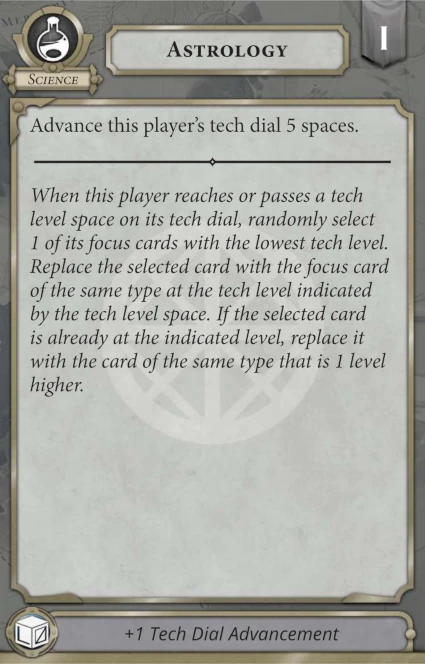 ASTROLOGY
I
SCIENCE
Advance this player's tech dial 5 spaces.
When this player reaches or passes a tech
level space on its tech dial, randomly select
1 of its focus cards with the lowest tech level.
Replace the selected card with the focus card
of the same type at the tech level indicated
by the tech level space. If the selected card
is already at the indicated level, replace it
with the card of the same type that is 1 level
higher.
+1 Tech Dial Advancement